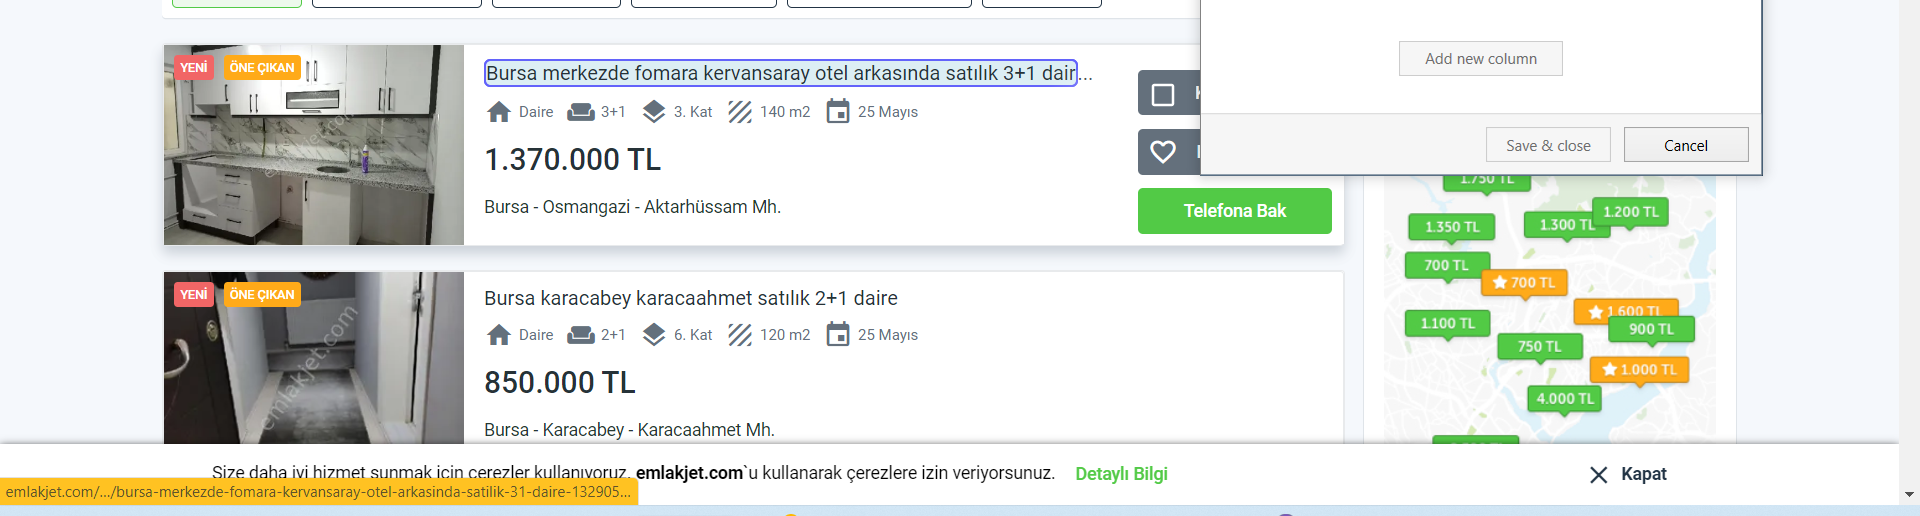 YENİ
ÖNE ÇIKAN
Bursa merkezde fomara kervansaray otel arkasında satılık 3+1 dair...
Daire 3+1 3. Kat 140 m2 25 Mayıs
1.370.000 TL
Bursa - Osmangazi - Aktarhüssam Mh.
Telefona Bak
emlakjet.com
Add new column
Save & close
Cancel
YENİ
ÖNE ÇIKAN
Bursa karacabey karacaahmet satılık 2+1 daire
Daire 2+1 6. Kat 120 m2 25 Mayıs
850.000 TL
Bursa - Karacabey - Karacaahmet Mh.
emlakjet.com
1.750 TL
1.200 TL
1.350 TL
1.300 TL
700 TL
700 TL
1.600 TL
1.100 TL
900 TL
750 TL
1.000 TL
4.000 TL
Size daha iyi hizmet sunmak için çerezler kullanıyoruz. emlakjet.com`u kullanarak çerezlere izin veriyorsunuz. Detaylı Bilgi
Kapat
emlakjet.com/.../bursa-merkezde-fomara-kervansaray-otel-arkasinda-satilik-31-daire-132905...